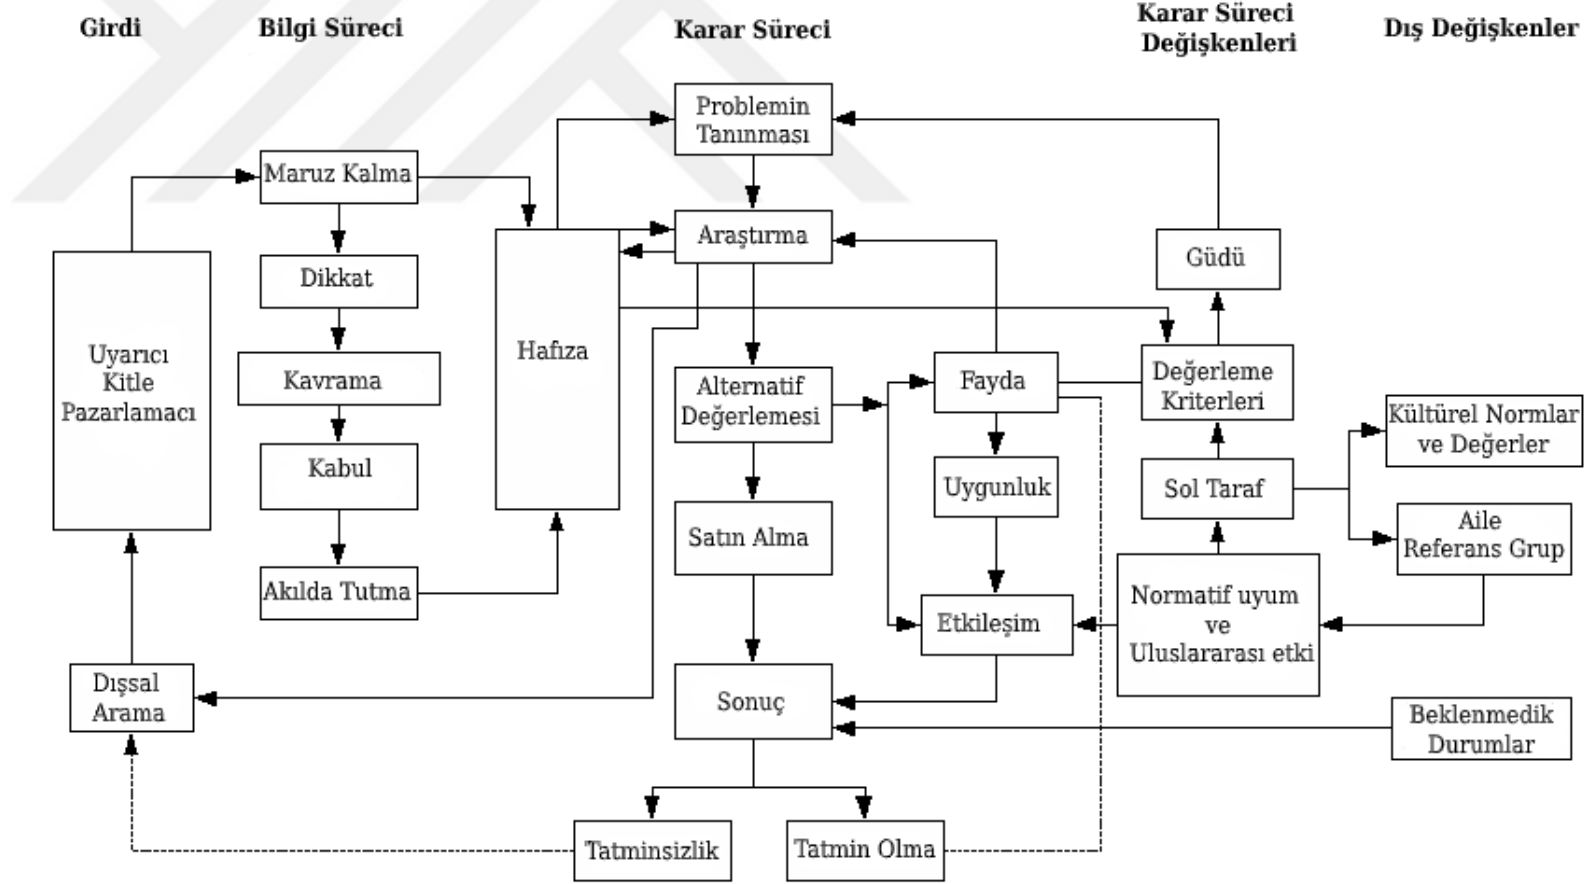 Girdi
Bilgi Süreci
Karar Süreci
Karar Süreci
Değişkenleri
Dış Değişkenler
Problemin
Tanınması
Maruz Kalma
Araştırma
Güdü
Dikkat
Uyarıcı
Kitle
Pazarlamacı
Hafıza
Kavrama
Alternatif
Değerlemesi
Fayda
Değerleme
Kriterleri
Kültürel Normlar
ve Değerler
Kabul
Uygunluk
Sol Taraf
Satın Alma
Aile
Referans Grup
Akılda Tutma
Etkileşim
Normatif uyum
ve
Uluslararası etki
Dışsal
Arama
Sonuç
Beklenmedik
Durumlar
Tatminsizlik
Tatmin Olma